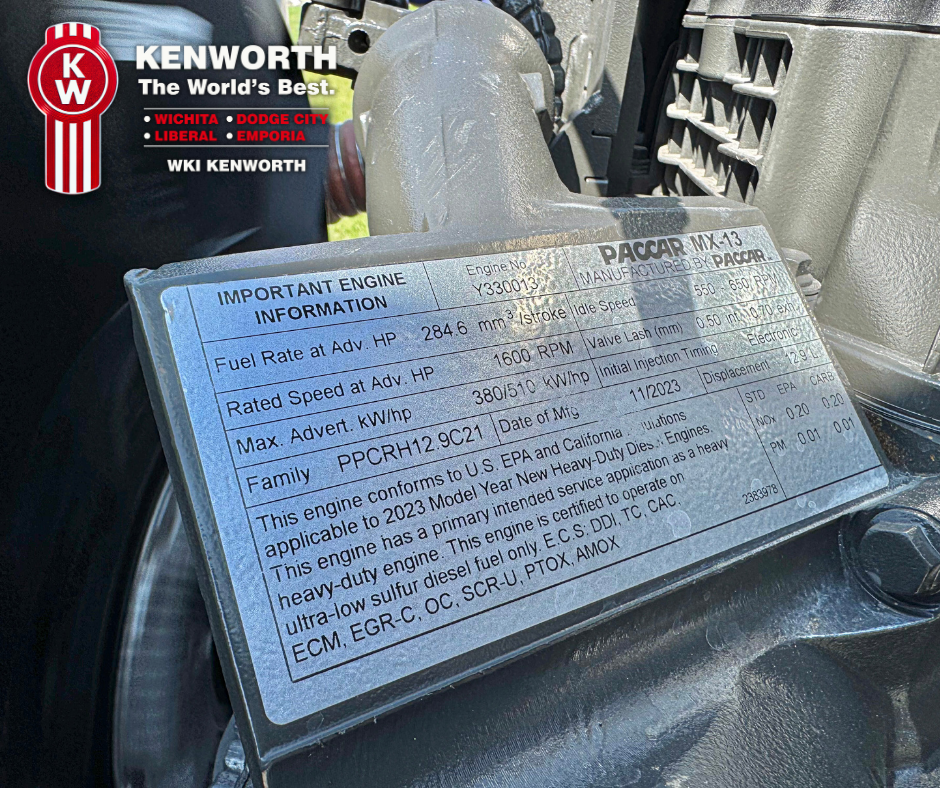 KW
KENWORTH
The World's Best.
• WICHITA • DODGE CITY
• LIBERAL • EMPORIA
WKI KENWORTH
IMPORTANT ENGINE
INFORMATION
Engine No.
Y330013
PACCAR MX-13
MANUFACTURED BY PACCAR
Fuel Rate at Adv. HP 284.6 mm³/stroke
Idle Speed 550 - 650 RPM
Rated Speed at Adv. HP 1600 RPM
Valve Lash (mm) 0.50 inl 0.70 exh
Max. Advert. kW/hp 380/510 kW/hp
Initial Injection Timing Electronic
Family PPCRH12.9C21
Date of Mfg 11/2023
Displacement 12.9 L
This engine conforms to U.S. EPA and California
applicable to 2023 Model Year New Heavy-Duty Diesel Engines.
This engine has a primary intended service application as a heavy
heavy-duty engine. This engine is certified to operate on
ultra-low sulfur diesel fuel only. E.C.S: DDI, TC, CAC,
ECM, EGR-C, OC, SCR-U, PTOX, AMOX
STD EPA CARB
NOx 0.20 0.20
PM 0.01 0.01
2383978